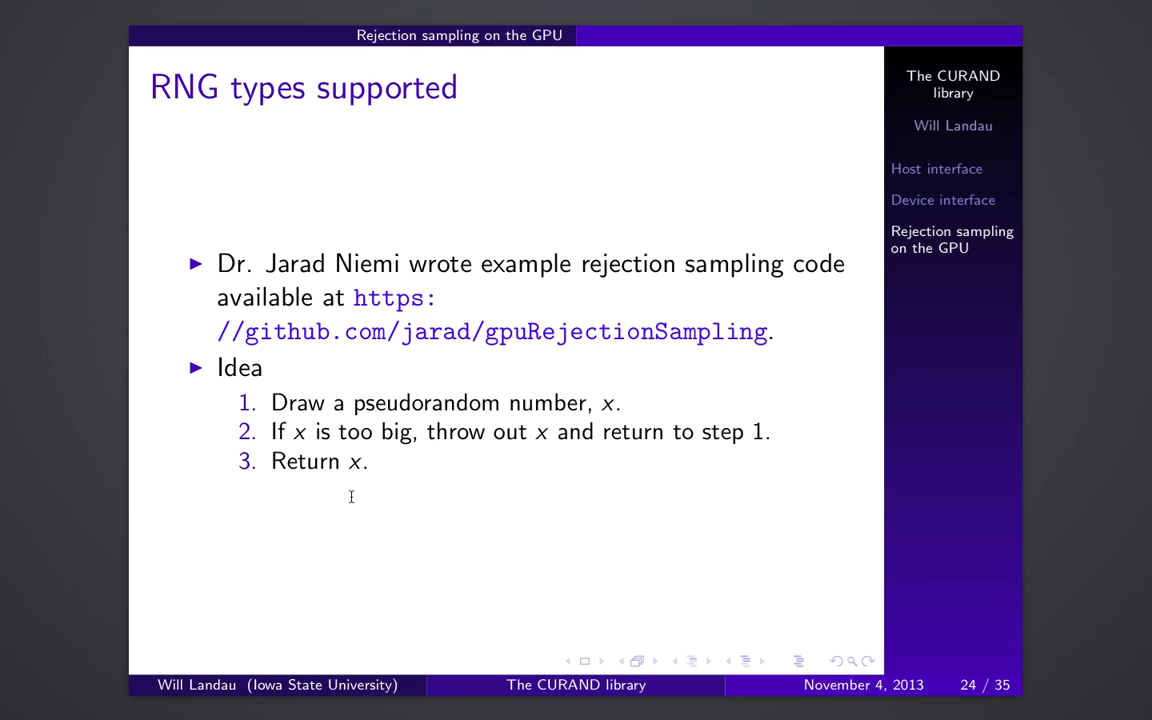 Rejection sampling on the GPU
RNG types supported
▶ Dr. Jarad Niemi wrote example rejection sampling code
available at https:
//github.com/jarad/gpuRejectionSampling.
▶ Idea
1. Draw a pseudorandom number, x.
2. If x is too big, throw out x and return to step 1.
3. Return x.
The CURAND
library
Will Landau
Host interface
Device interface
Rejection sampling
on the GPU
Will Landau (Iowa State University)
The CURAND library
November 4, 2013
24 / 35